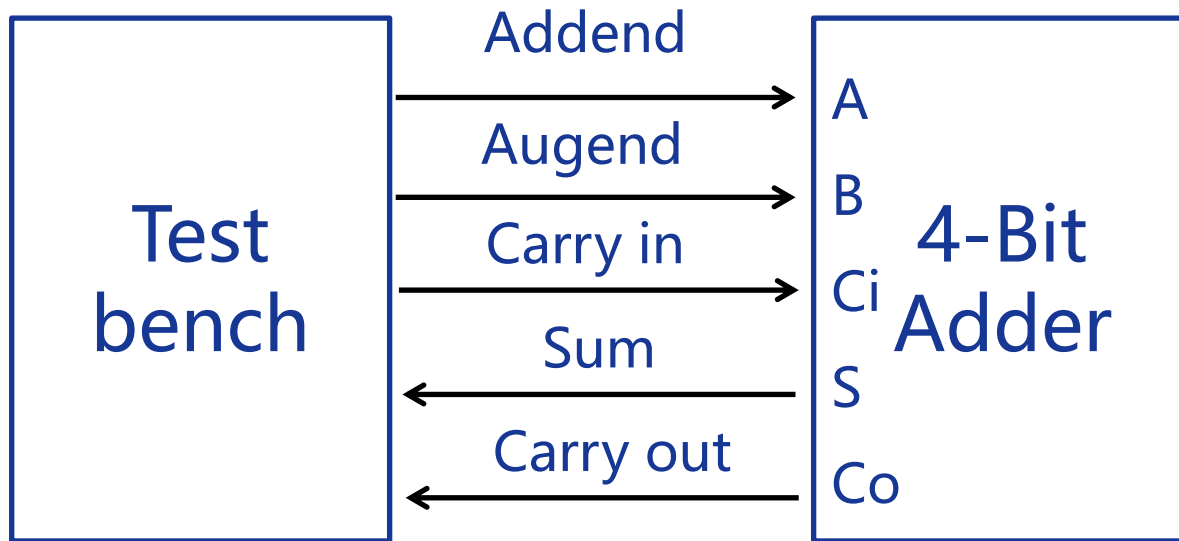 Addend
A
Augend
B
Test
bench
Carry in
4-Bit
Adder
Ci
Sum
S
Carry out
Co